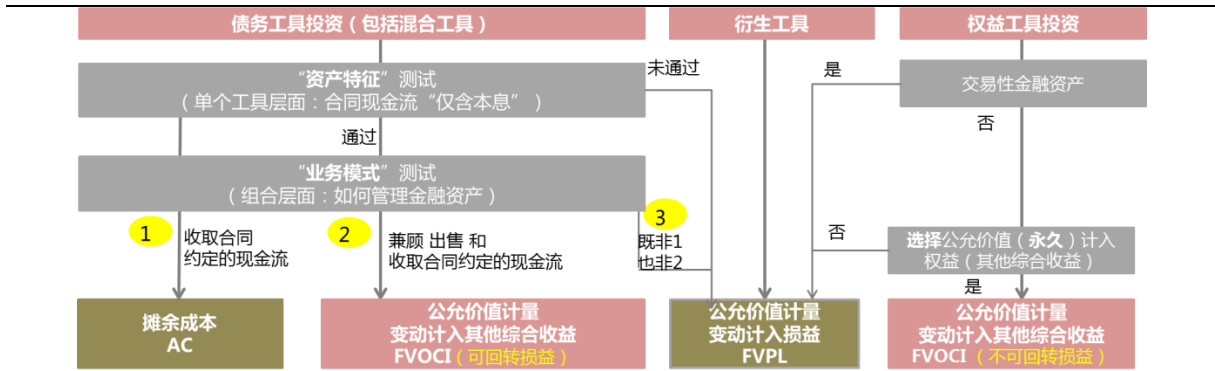 债务工具投资（包括混合工具）
衍生工具
权益工具投资
“资产特征”测试
（单个工具层面：合同现金流“仅含本息”）
未通过
是
交易性金融资产
否
通过
“业务模式”测试
（组合层面：如何管理金融资产）
1
收取合同
约定的现金流
2
兼顾 出售 和
收取合同约定的现金流
3
既非1
也非2
否
选择公允价值（永久）计入
权益（其他综合收益）
是
摊余成本
AC
公允价值计量
变动计入其他综合收益
FVOCI（可回转损益）
公允价值计量
变动计入损益
FVPL
公允价值计量
变动计入其他综合收益
FVOCI（不可回转损益）